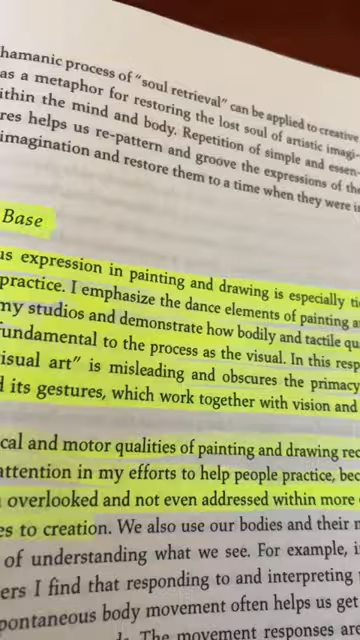 hamanic process of “soul retrieval” can be applied to creative
as a metaphor for restoring the lost soul of artistic imagi-
ithin the mind and body. Repetition of simple and essen-
res helps us re-pattern and groove the expressions of the
imagination and restore them to a time when they were i
Base
us expression in painting and drawing is especially ti
practice. I emphasize the dance elements of painting a
my studios and demonstrate how bodily and tactile qu
fundamental to the process as the visual. In this resp
isual art” is misleading and obscures the primacy
d its gestures, which work together with vision and
cal and motor qualities of painting and drawing rec
attention in my efforts to help people practice, bec
overlooked and not even addressed within more
es to creation. We also use our bodies and their m
of understanding what we see. For example, i
ers I find that responding to and interpreting
pontaneous body movement often helps us get
The movement responses are